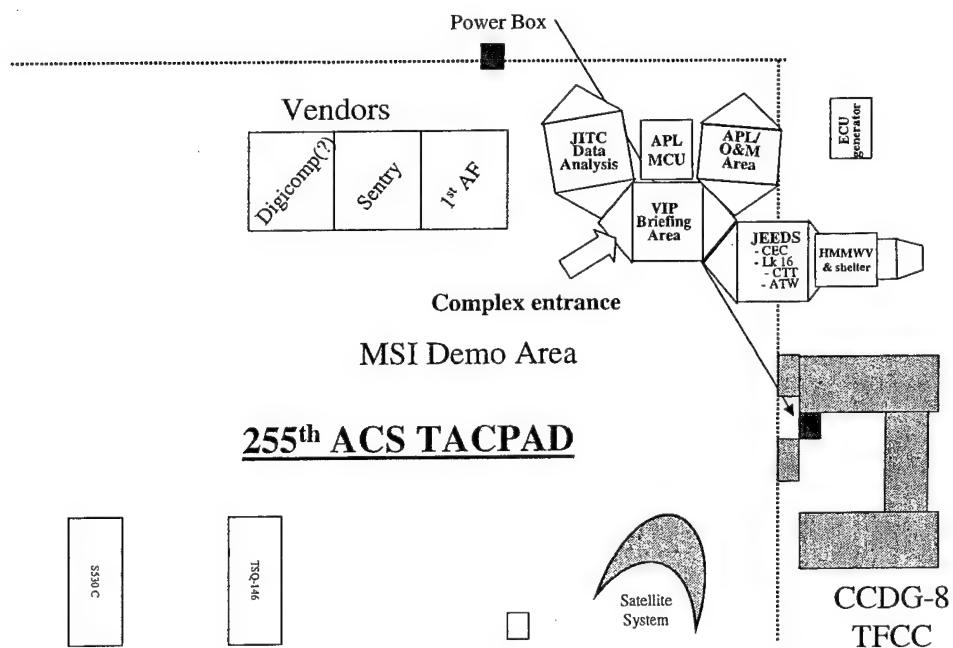 Power Box
Vendors
Digicomp(?)
Sentry
1st AF
JITC
Data
Analysis
APL
MCU
APL/
O&M
Area
ECU
generator
VIP
Briefing
Area
JEEDS
- CEC
- Lk 16
- CTT
- ATW
HMMWV
& shelter
Complex entrance
MSI Demo Area
255th ACS TACPAD
S530 C
TSQ-146
Satellite
System
CCDG-8
TFCC